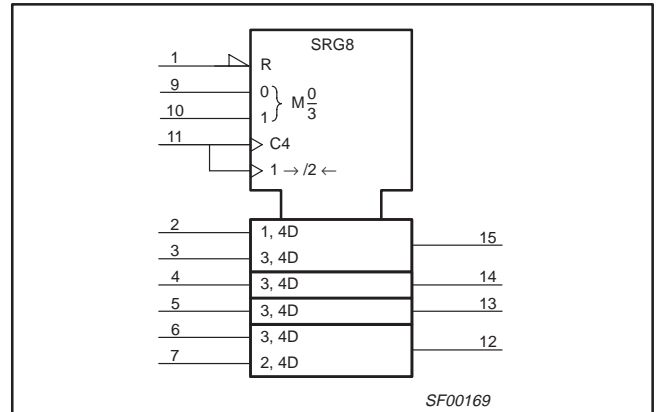 SRG8
1 R
9 0
10 1 } M 0/3
11 C4
1 → /2 ←
2 1, 4D
3 3, 4D 15
4 3, 4D 14
5 3, 4D 13
6 3, 4D 12
7 2, 4D
SF00169